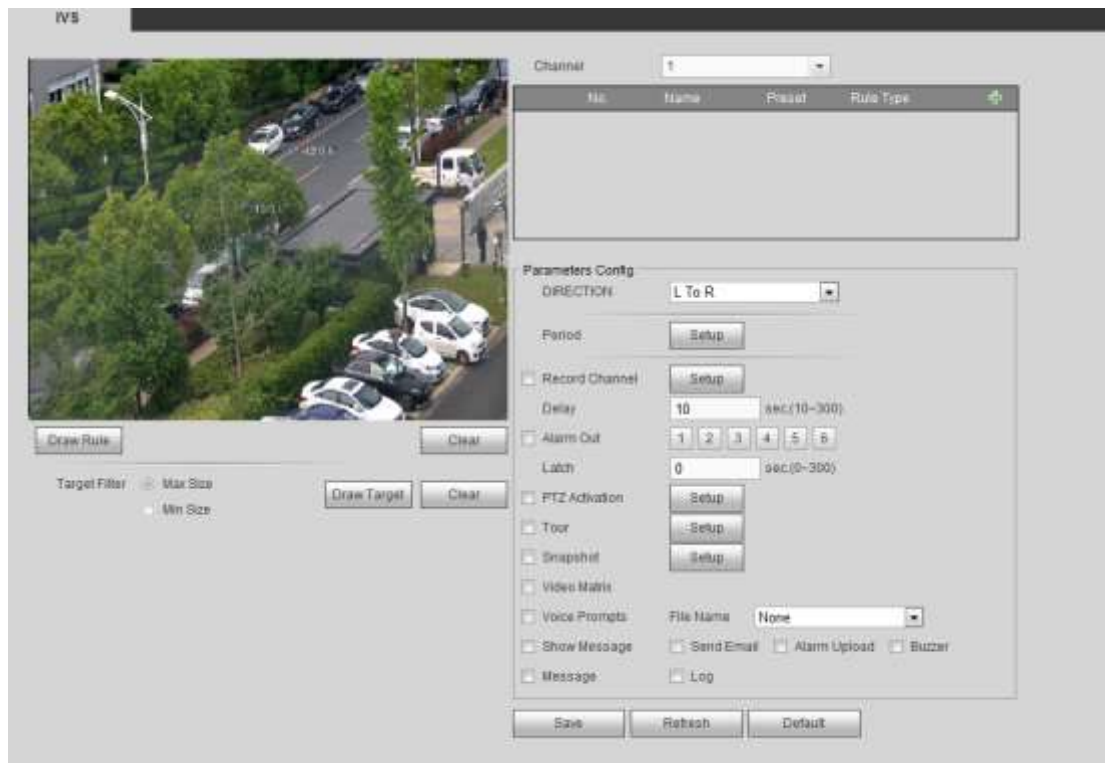 IVS
Channel 1
No. Name Preset Rule Type
Parameters Config
DIRECTION L To R
Period Setup
Record Channel Setup
Delay 10 sec.(10~300)
Alarm Out 1 2 3 4 5 6
Latch 0 sec.(0~300)
PTZ Activation Setup
Tour Setup
Snapshot Setup
Video Matrix
Voice Prompts File Name None
Show Message Send Email Alarm Upload Buzzer
Message Log
Save Refresh Default
Draw Rule Clear
Target Filter Max Size Draw Target Clear
Min Size